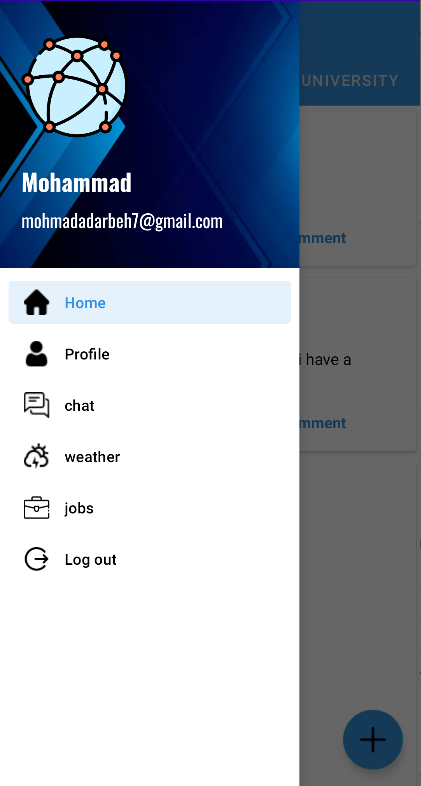 UNIVERSITY
Mohammad
mohmadadarbeh7@gmail.com
mment
Home
Profile
i have a
chat
mment
weather
jobs
Log out